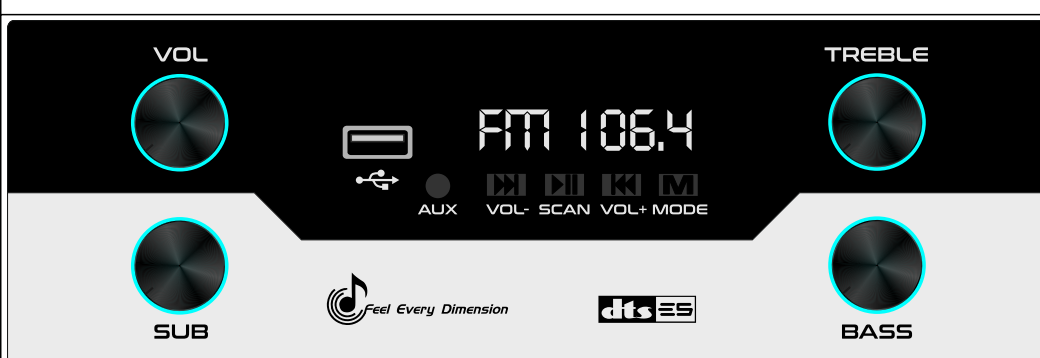 VOL
TREBLE
FM 106.4
M
AUX VOL- SCAN VOL+ MODE
Feel Every Dimension
dts ES
SUB
BASS